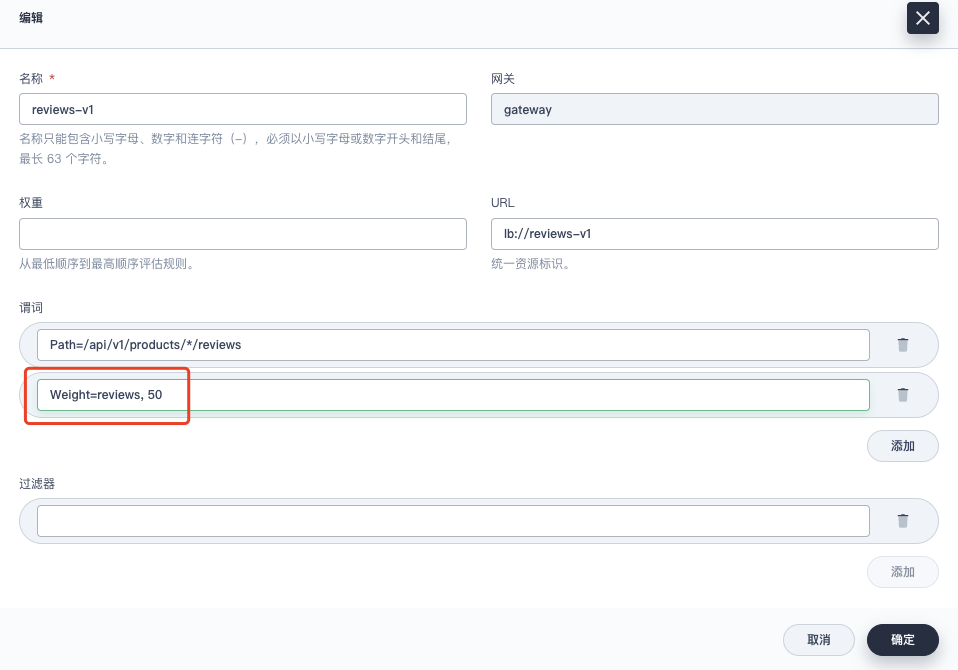 编辑
名称 *
网关
reviews-v1
gateway
名称只能包含小写字母、数字和连字符（-），必须以小写字母或数字开头和结尾，
最长 63 个字符。
权重
URL
lb://reviews-v1
从最低顺序到最高顺序评估规则。
统一资源标识。
谓词
Path=/api/v1/products/*/reviews
Weight=reviews, 50
添加
过滤器
添加
取消
确定